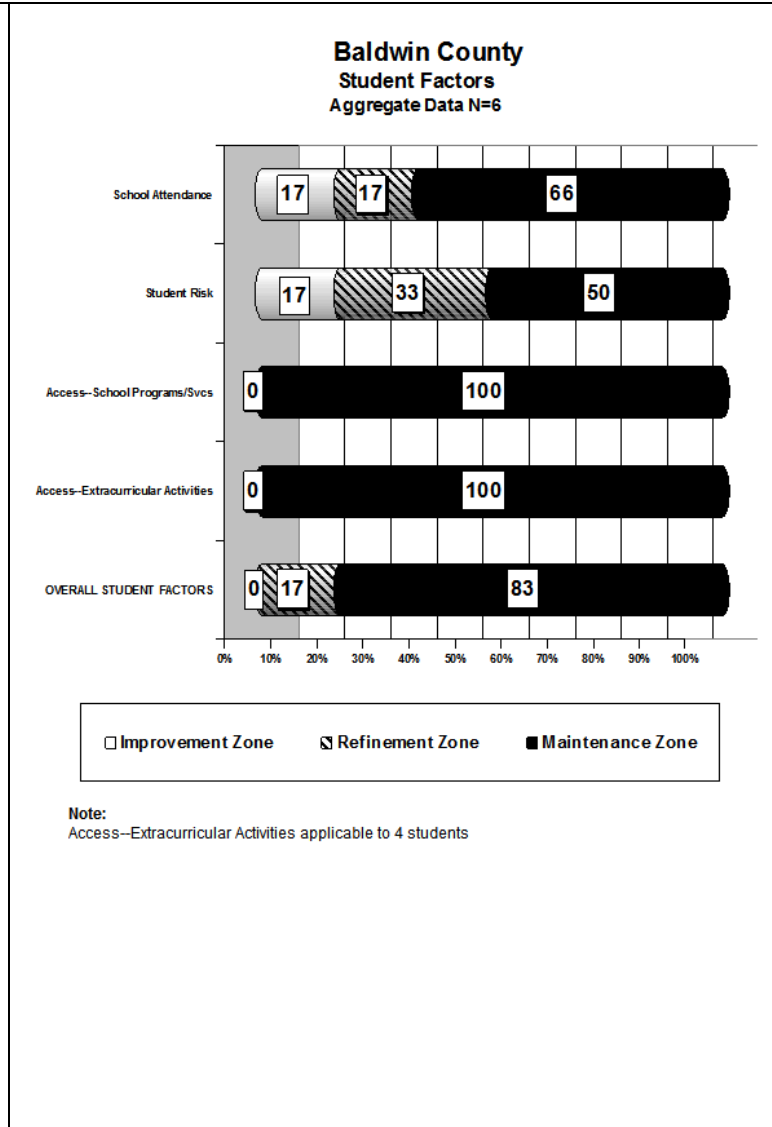 Baldwin County
Student Factors
Aggregate Data N=6
School Attendance
17 17 66
Student Risk
17 33 50
Access--School Programs/Svcs
0 100
Access--Extracurricular Activities
0 100
OVERALL STUDENT FACTORS
0 17 83
0% 10% 20% 30% 40% 50% 60% 70% 80% 90% 100%
Improvement Zone Refinement Zone Maintenance Zone
Note:
Access--Extracurricular Activities applicable to 4 students